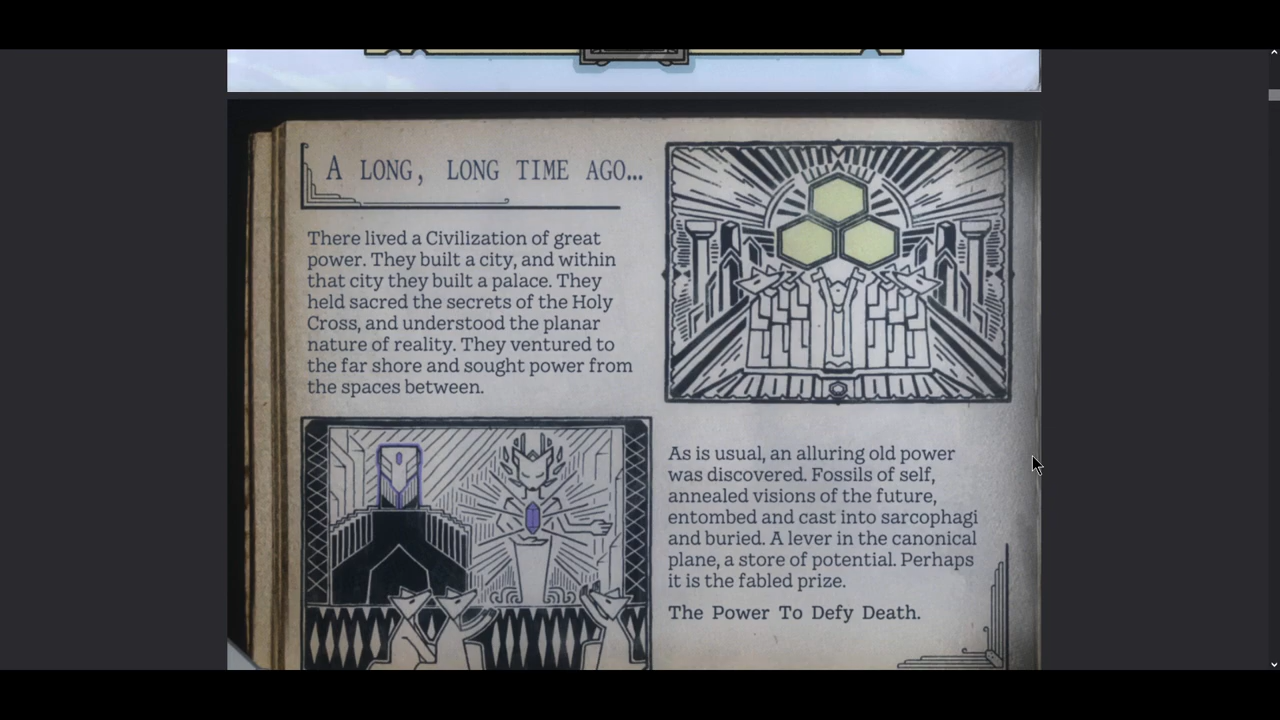 A LONG, LONG TIME AGO...
There lived a Civilization of great
power. They built a city, and within
that city they built a palace. They
held sacred the secrets of the Holy
Cross, and understood the planar
nature of reality. They ventured to
the far shore and sought power from
the spaces between.
As is usual, an alluring old power
was discovered. Fossils of self,
annealed visions of the future,
entombed and cast into sarcophagi
and buried. A lever in the canonical
plane, a store of potential. Perhaps
it is the fabled prize.
The Power To Defy Death.